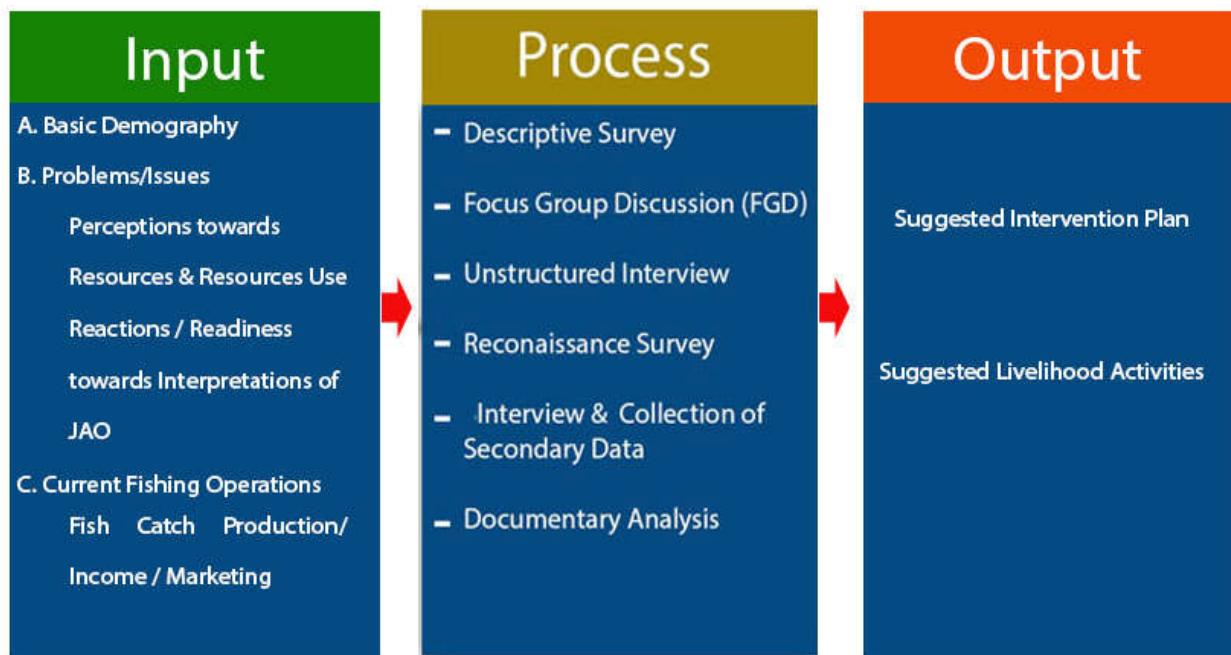 Input
A. Basic Demography
B. Problems/Issues
Perceptions towards
Resources & Resources Use
Reactions / Readiness
towards Interpretations of
JAO
C. Current Fishing Operations
Fish Catch Production/
Income / Marketing
Process
– Descriptive Survey
– Focus Group Discussion (FGD)
– Unstructured Interview
– Reconaissance Survey
– Interview & Collection of
Secondary Data
– Documentary Analysis
Output
Suggested Intervention Plan
Suggested Livelihood Activities